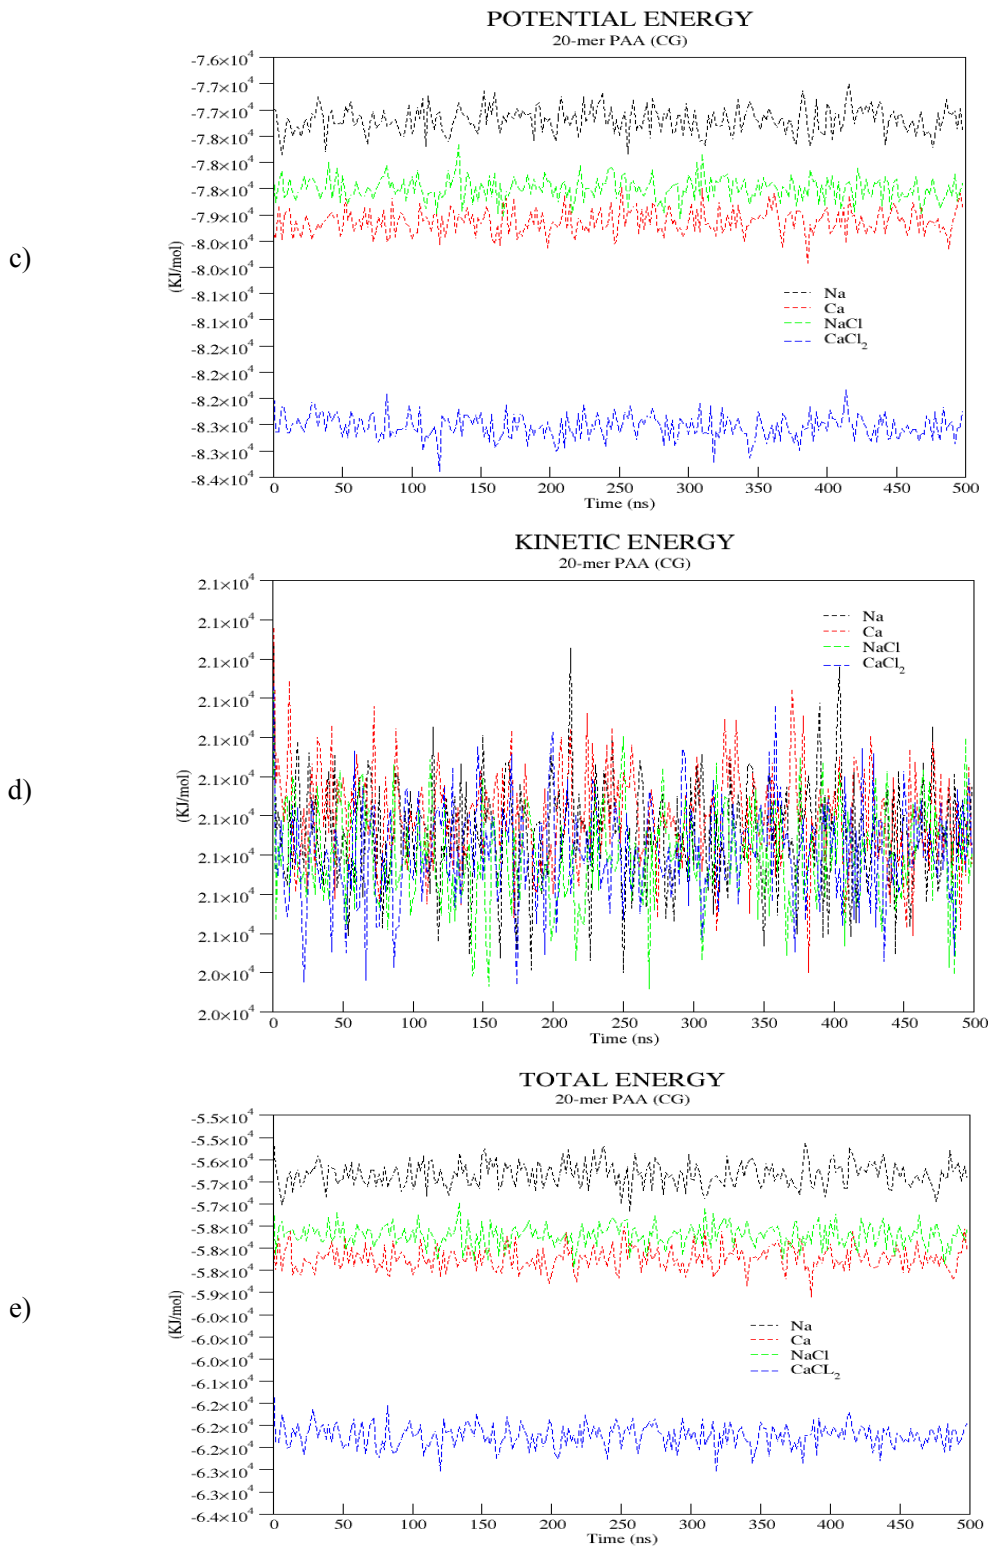 POTENTIAL ENERGY
20-mer PAA (CG)
-7.6×10⁴
-7.7×10⁴
-7.7×10⁴
-7.8×10⁴
-7.8×10⁴
-7.8×10⁴
-7.9×10⁴
-8.0×10⁴
-8.0×10⁴
-8.1×10⁴
-8.1×10⁴
-8.2×10⁴
-8.2×10⁴
-8.2×10⁴
-8.3×10⁴
-8.3×10⁴
-8.4×10⁴
c)
(KJ/mol)
Na
Ca
NaCl
CaCl₂
0 50 100 150 200 250 300 350 400 450 500
Time (ns)
KINETIC ENERGY
20-mer PAA (CG)
2.1×10⁴
2.1×10⁴
2.1×10⁴
2.1×10⁴
2.1×10⁴
2.1×10⁴
2.1×10⁴
2.1×10⁴
2.1×10⁴
2.1×10⁴
2.0×10⁴
2.0×10⁴
d)
(KJ/mol)
Na
Ca
NaCl
CaCl₂
0 50 100 150 200 250 300 350 400 450 500
Time (ns)
TOTAL ENERGY
20-mer PAA (CG)
-5.5×10⁴
-5.5×10⁴
-5.6×10⁴
-5.7×10⁴
-5.7×10⁴
-5.8×10⁴
-5.8×10⁴
-5.8×10⁴
-5.9×10⁴
-6.0×10⁴
-6.0×10⁴
-6.0×10⁴
-6.1×10⁴
-6.2×10⁴
-6.2×10⁴
-6.2×10⁴
-6.3×10⁴
-6.3×10⁴
-6.4×10⁴
e)
(KJ/mol)
Na
Ca
NaCl
CaCL₂
0 50 100 150 200 250 300 350 400 450 500
Time (ns)